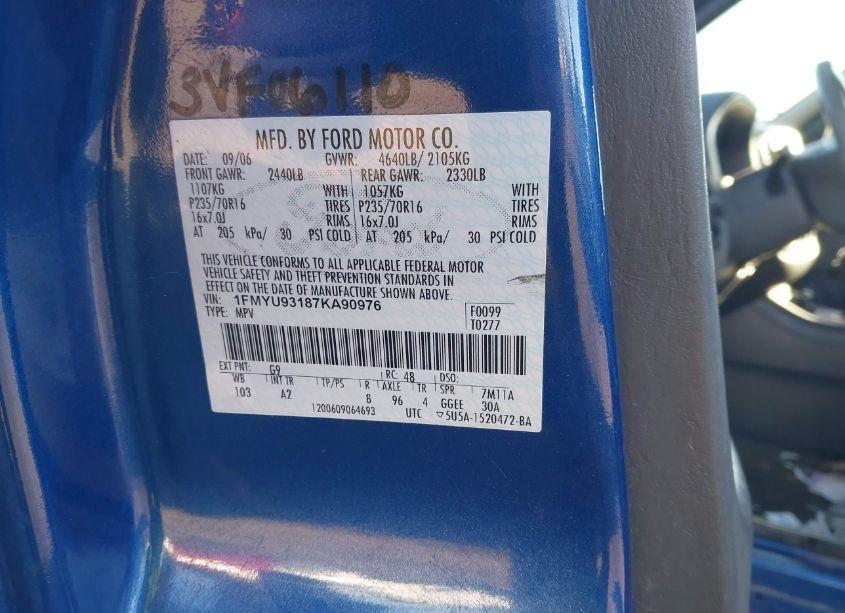 3VF06110
MFD. BY FORD MOTOR CO.
DATE: 09/06 GVWR: 4640LB/ 2105KG
FRONT GAWR: 2440LB REAR GAWR: 2330LB
1107KG WITH 1057KG WITH
P235/70R16 TIRES P235/70R16 TIRES
16x7.0J RIMS 16x7.0J RIMS
AT 205 kPa/ 30 PSI COLD AT 205 kPa/ 30 PSI COLD
THIS VEHICLE CONFORMS TO ALL APPLICABLE FEDERAL MOTOR
VEHICLE SAFETY AND THEFT PREVENTION STANDARDS IN
EFFECT ON THE DATE OF MANUFACTURE SHOWN ABOVE.
VIN: 1FMYU93187KA90976 F0099
TYPE: MPV T0277
EXT PNT: G9 RC: 48 DSO:
WB INT TR TP/PS R AXLE TR SPR 7M11A
103 A2 8 96 4 GGEE 30A
1200609064693 UTC ▽5U5A-1520472-BA